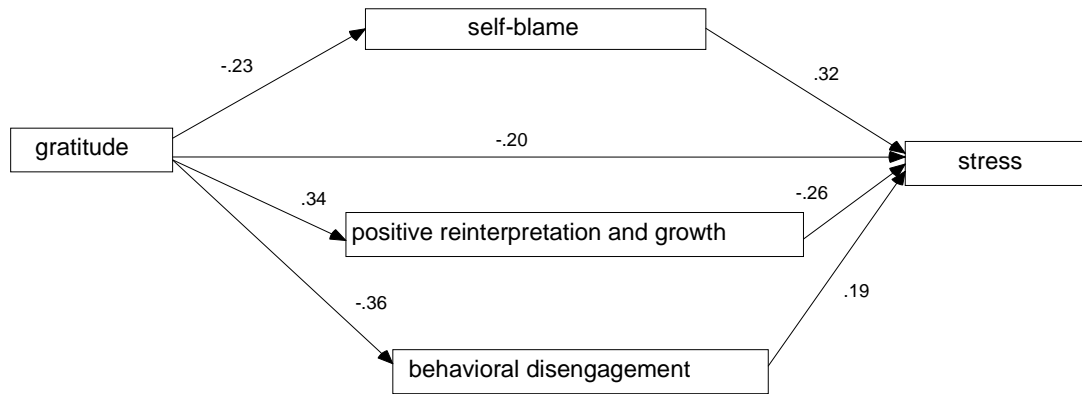 self-blame
-.23
.32
gratitude
-.20
stress
.34
-.26
positive reinterpretation and growth
-.36
.19
behavioral disengagement